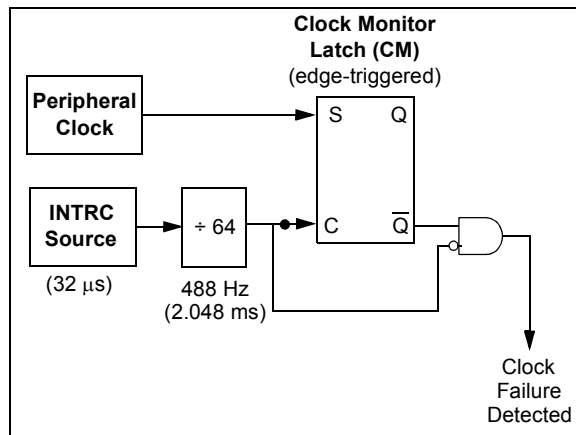 Clock Monitor
Latch (CM)
(edge-triggered)
Peripheral
Clock
S Q
INTRC
Source
÷ 64
C Q̅
(32 μs)
488 Hz
(2.048 ms)
Clock
Failure
Detected